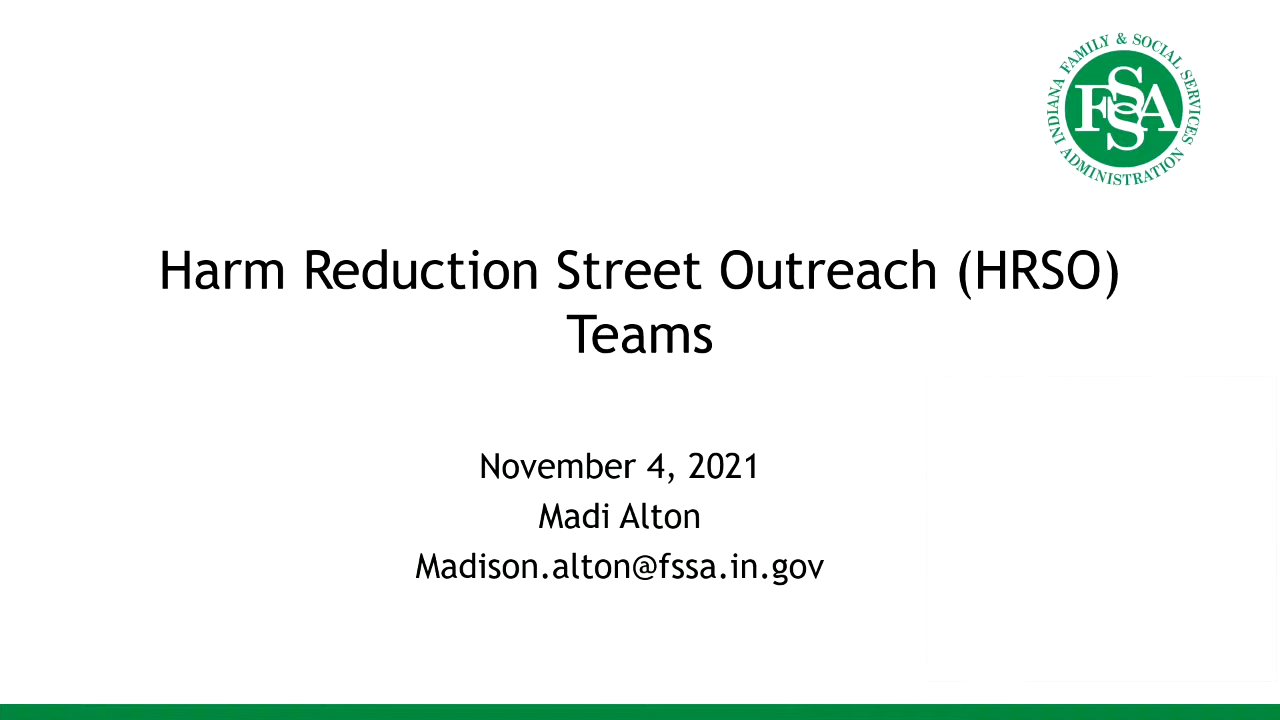 INDIANA FAMILY & SOCIAL SERVICES ADMINISTRATION
FSSA
Harm Reduction Street Outreach (HRSO)
Teams
November 4, 2021
Madi Alton
Madison.alton@fssa.in.gov